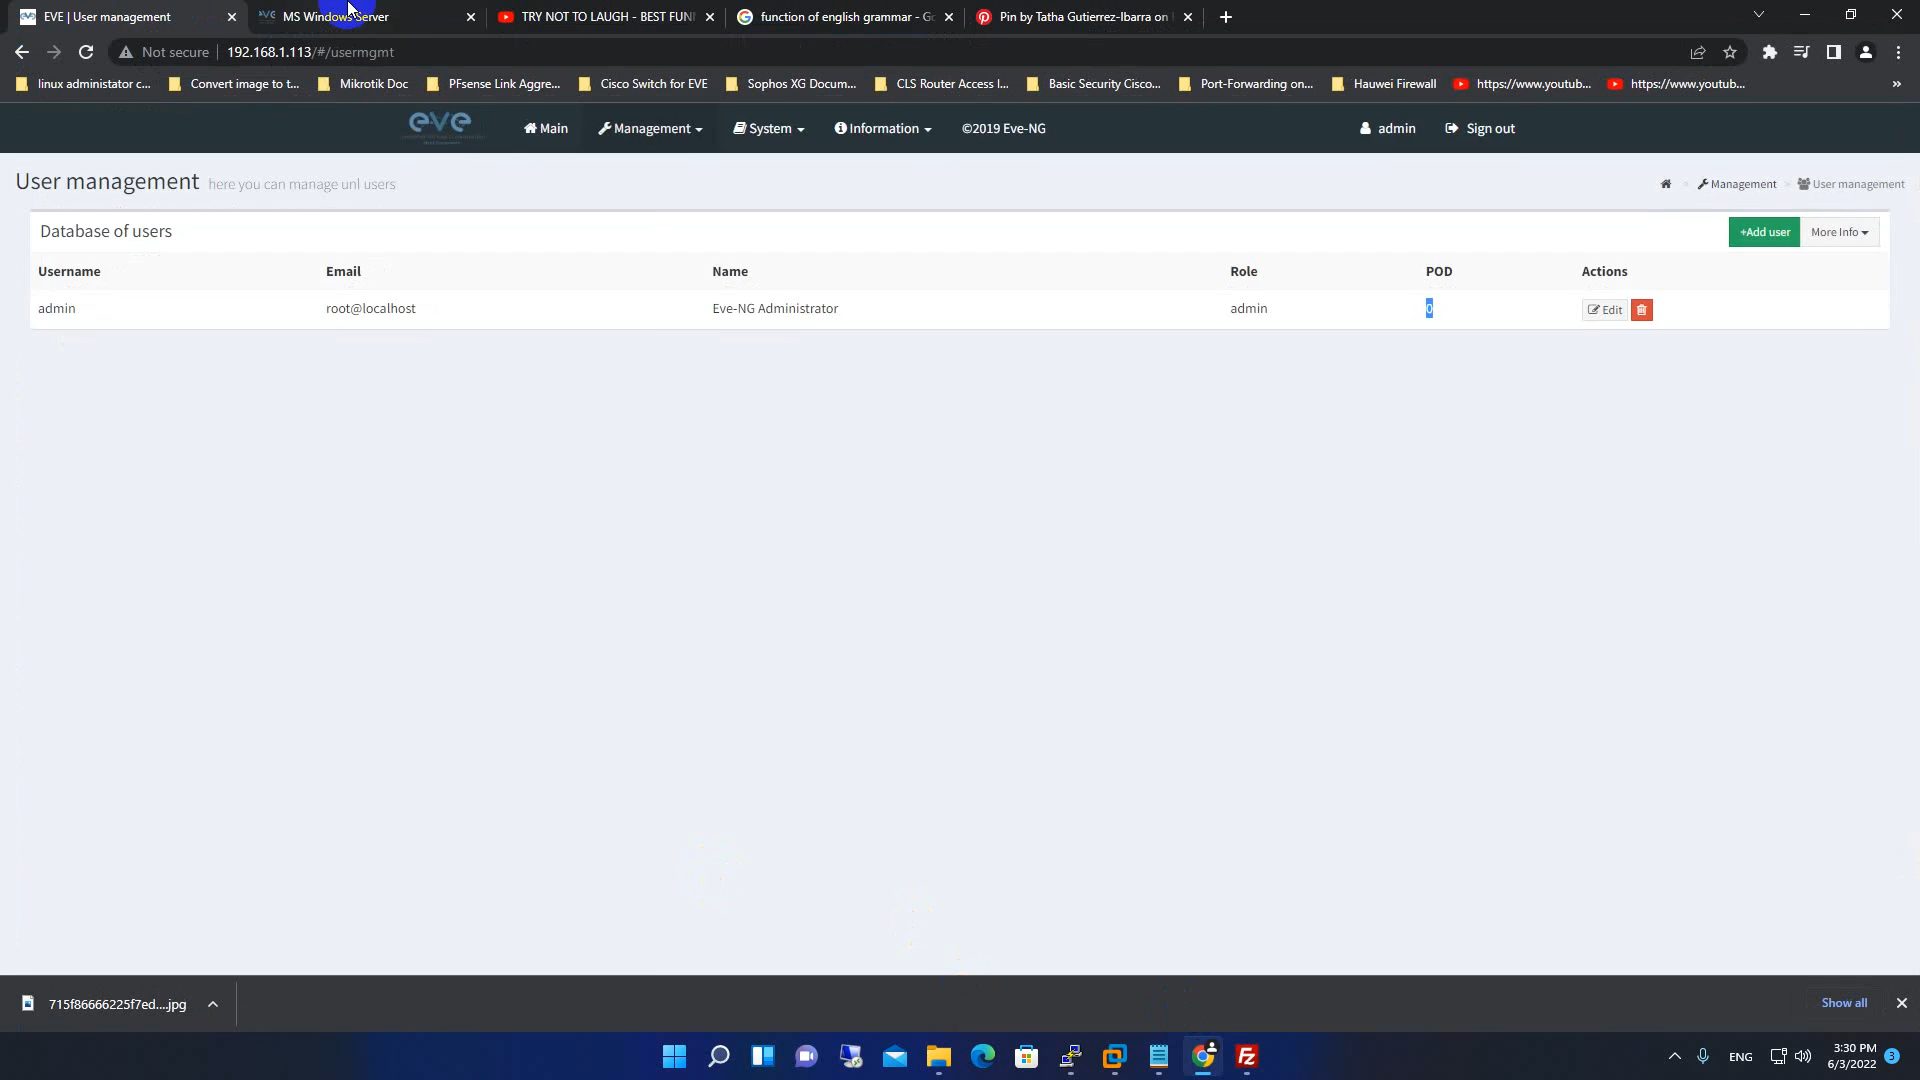 EVE | User management
MS Windows Server
TRY NOT TO LAUGH - BEST FUN
function of english grammar - G
Pin by Tatha Gutierrez-Ibarra on
Not secure
192.168.1.113/#/usermgmt
linux administator c...
Convert image to t...
Mikrotik Doc
PFsense Link Aggre...
Cisco Switch for EVE
Sophos XG Docum...
CLS Router Access I...
Basic Security Cisco...
Port-Forwarding on...
Hauwei Firewall
https://www.youtub...
https://www.youtub...
»
eve
Main
Management
System
Information
©2019 Eve-NG
admin
Sign out
User management here you can manage unl users
Management
User management
Database of users
+Add user
More Info
Username Email Name Role POD Actions
admin root@localhost Eve-NG Administrator admin 0 Edit
715f86666225f7ed....jpg
Show all
ENG
3:30 PM
6/3/2022
3